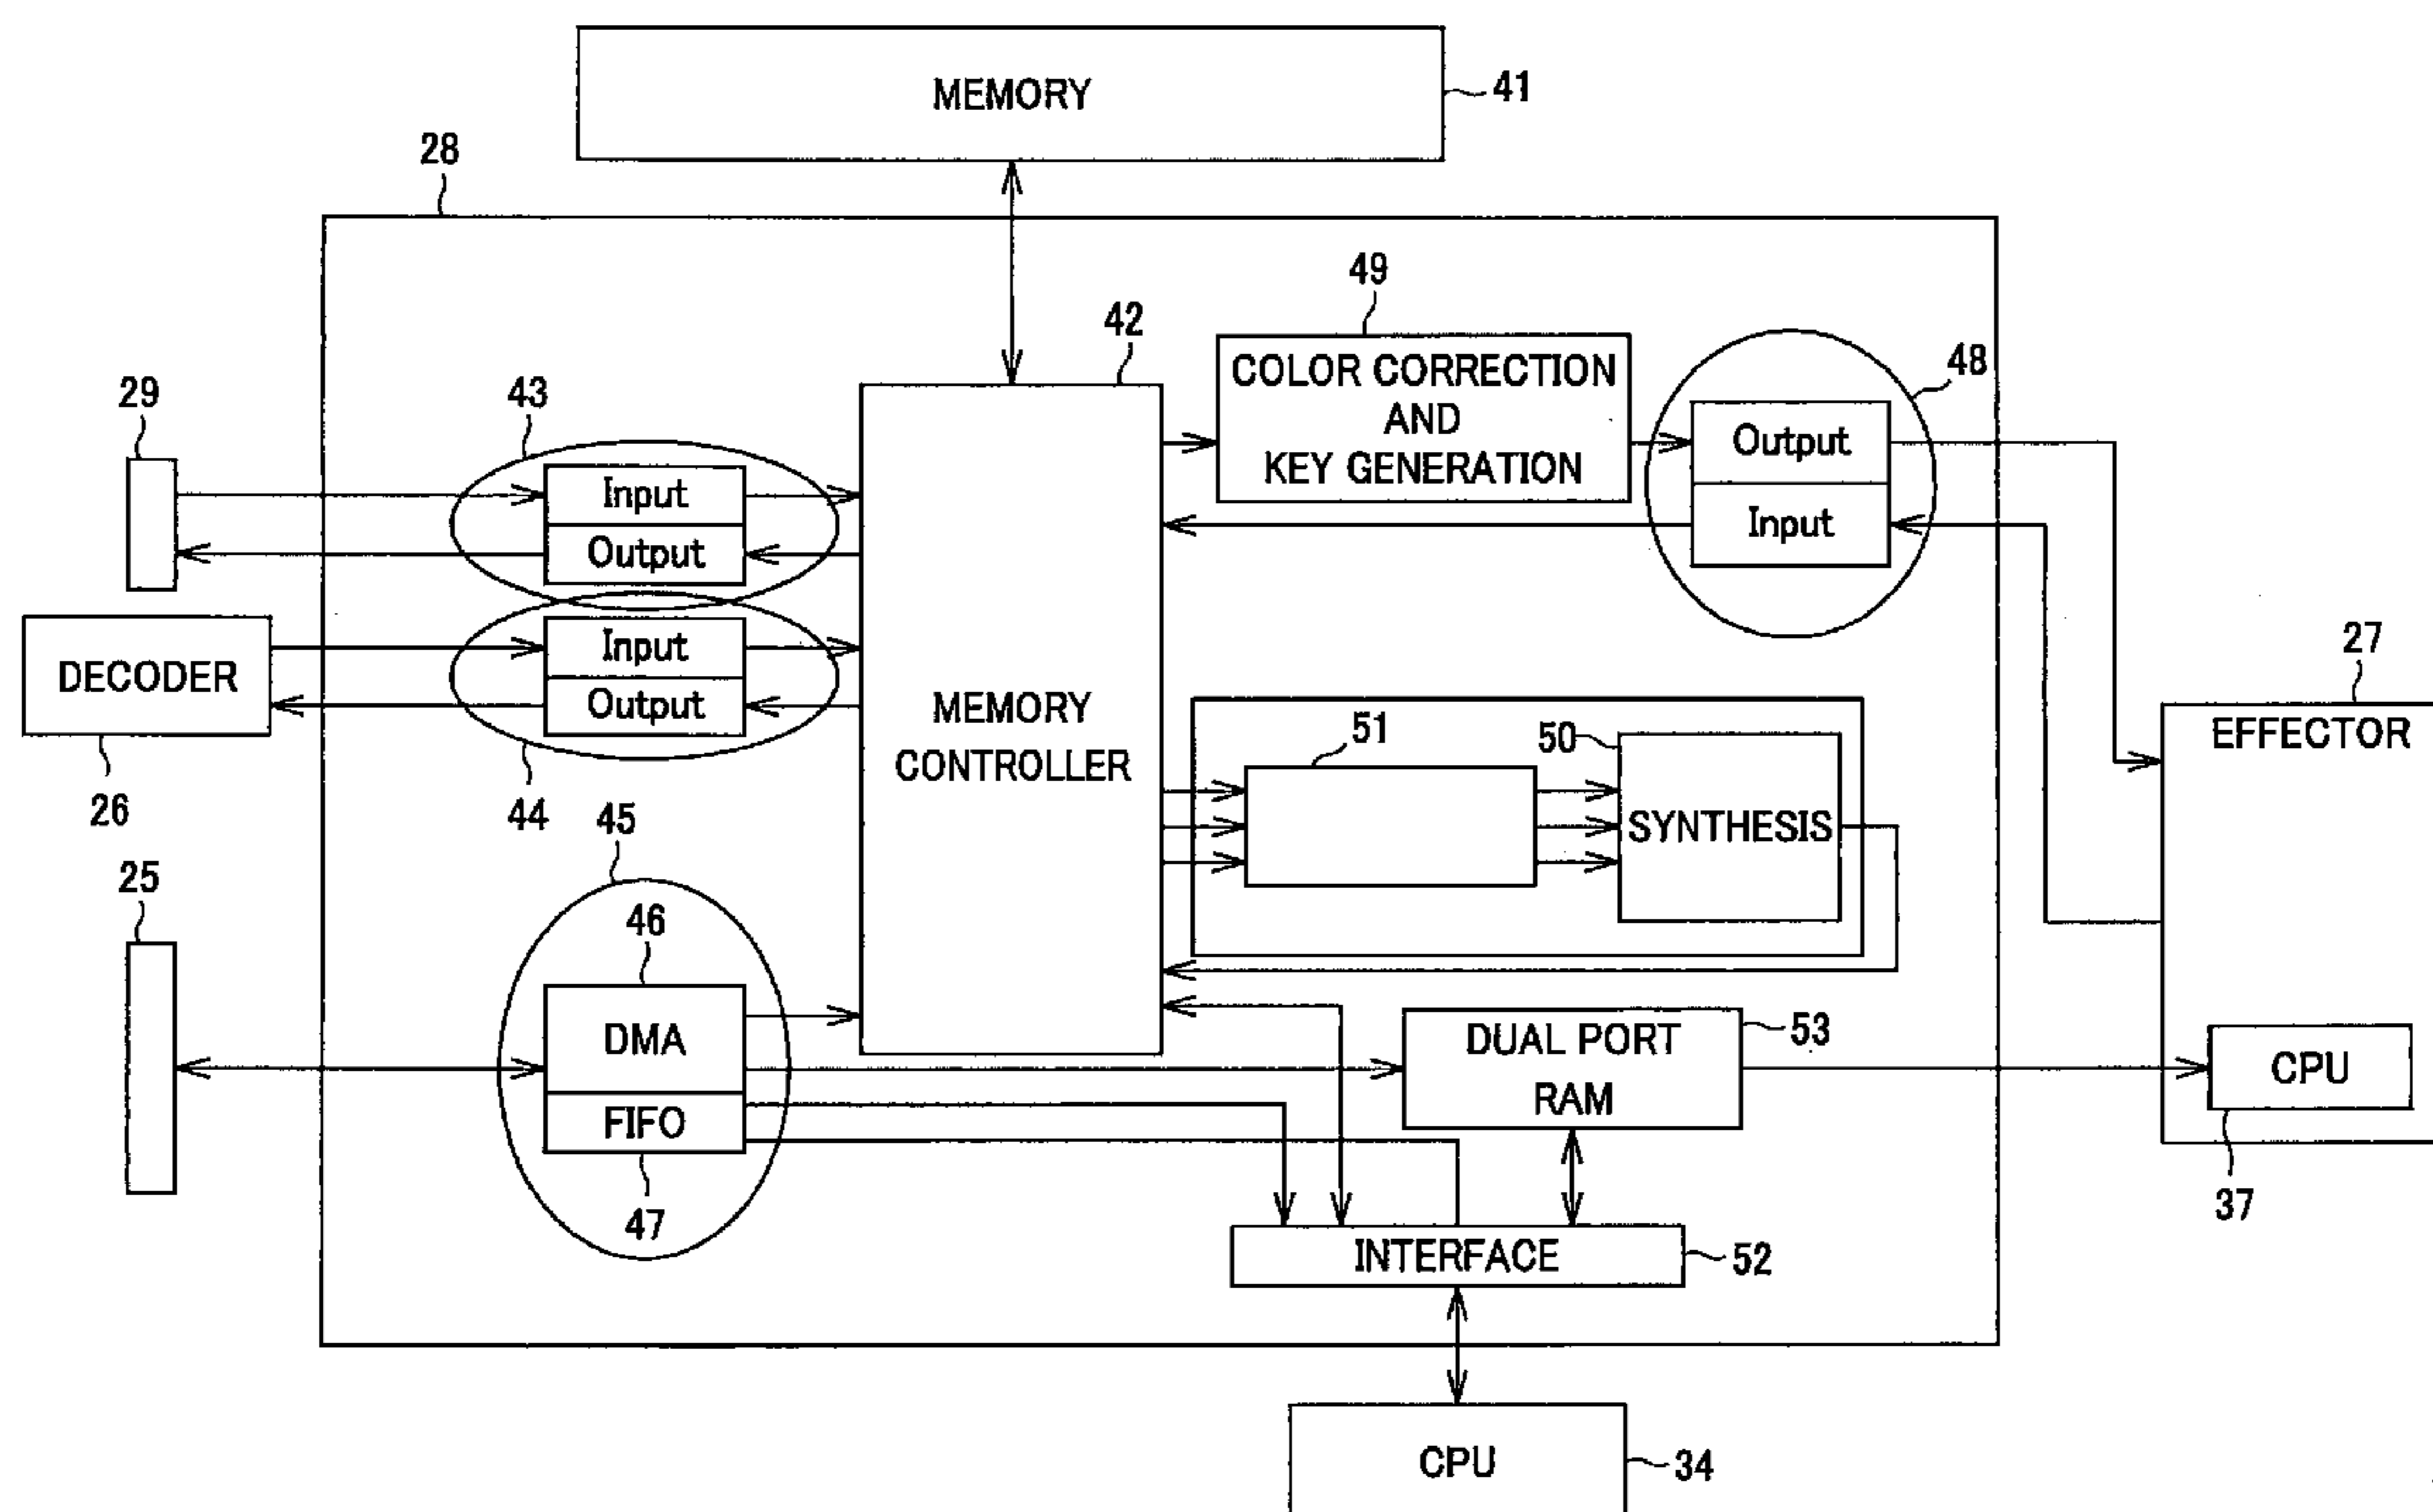 MEMORY
41
28
49
42
COLOR CORRECTION
AND
KEY GENERATION
48
Output
Input
29
43
Input
Output
DECODER
26
Input
Output
44
MEMORY
CONTROLLER
51
50
SYNTHESIS
27
EFFECTOR
45
25
46
DMA
FIFO
47
DUAL PORT
RAM
53
CPU
37
INTERFACE
52
CPU
34